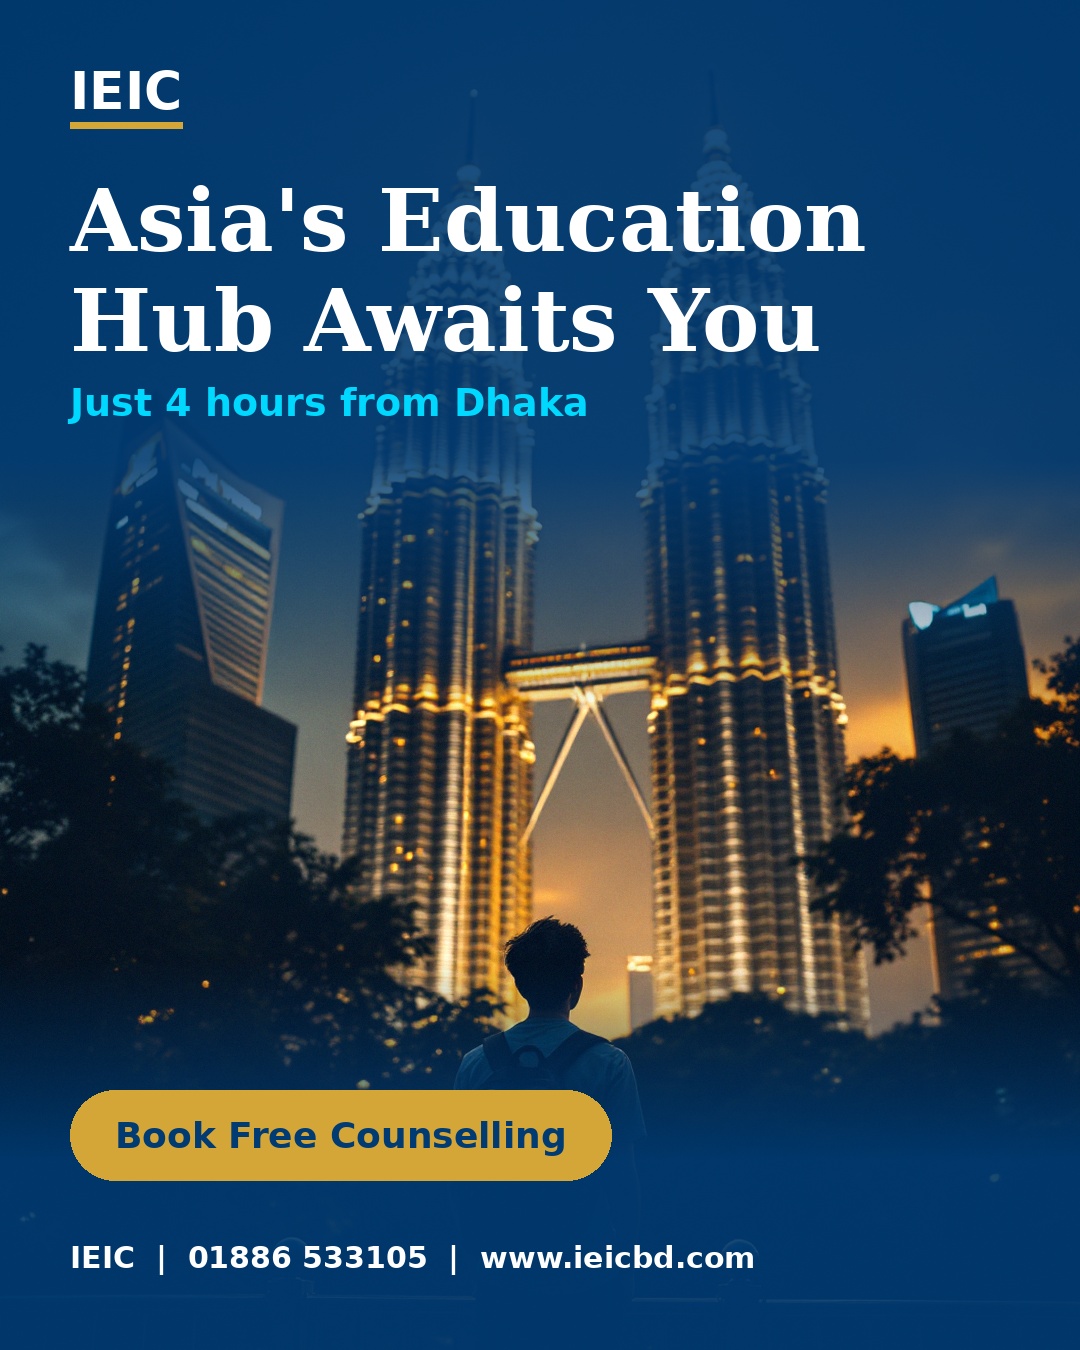 IEIC
Asia's Education
Hub Awaits You
Just 4 hours from Dhaka
Book Free Counselling
IEIC | 01886 533105 | www.ieicbd.com